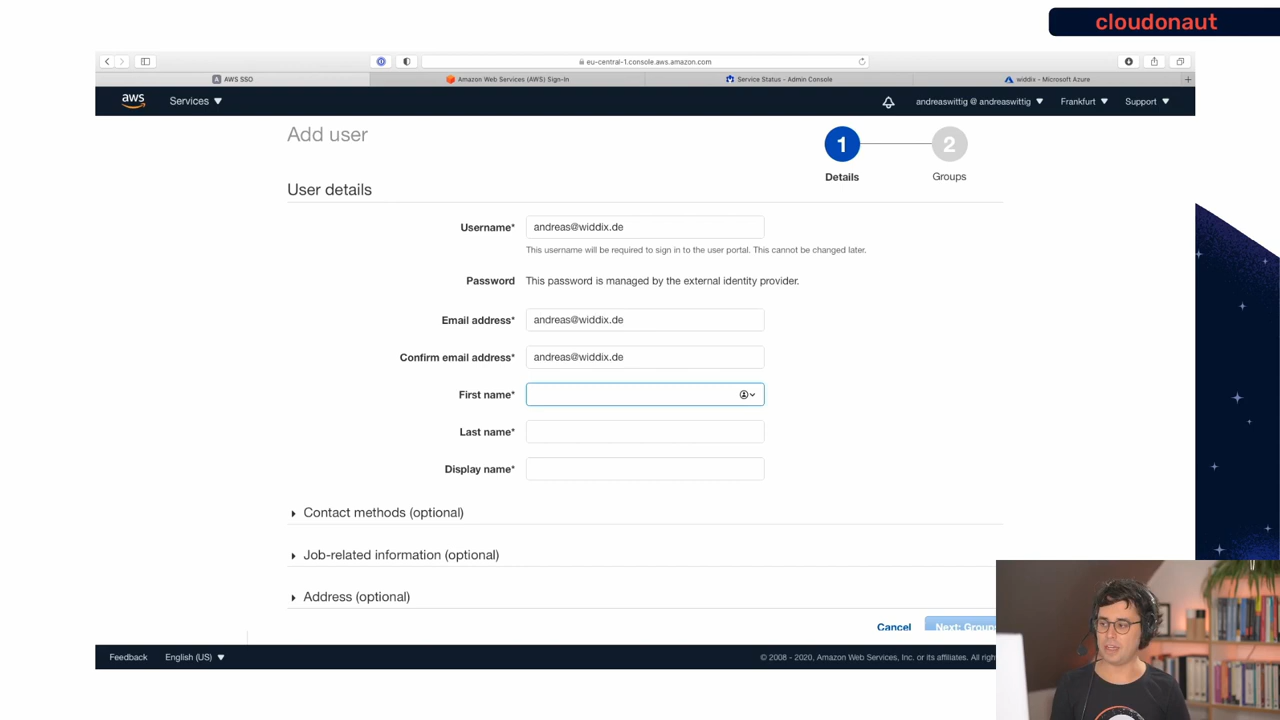 cloudonaut
eu-central-1.console.aws.amazon.com
AWS SSO
Amazon Web Services (AWS) Sign-In
Service Status - Admin Console
widdix - Microsoft Azure
aws
Services
andreaswittig @ andreaswittig
Frankfurt
Support
Add user
1
2
Details
Groups
User details
Username*
andreas@widdix.de
This username will be required to sign in to the user portal. This cannot be changed later.
Password
This password is managed by the external identity provider.
Email address*
andreas@widdix.de
Confirm email address*
andreas@widdix.de
First name*
Last name*
Display name*
Contact methods (optional)
Job-related information (optional)
Address (optional)
Cancel
Next: Group
Feedback
English (US)
© 2008 - 2020, Amazon Web Services, Inc. or its affiliates. All righ